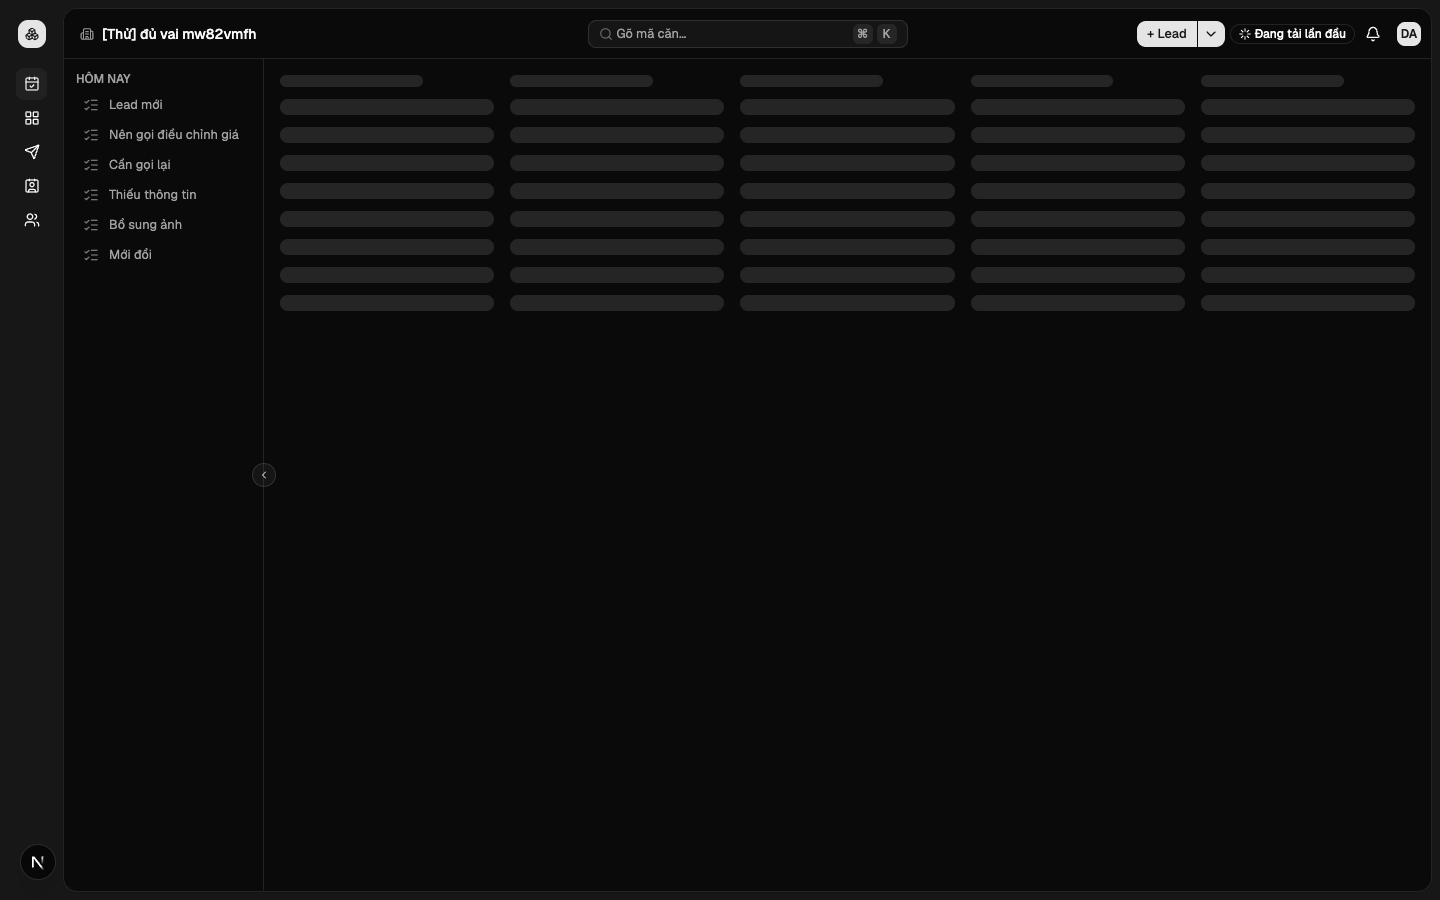 [Thử] đủ vai mw82vmfh
Gõ mã căn...
⌘ K
+ Lead
Đang tải lần đầu
DA
HÔM NAY
Lead mới
Nên gọi điều chỉnh giá
Cần gọi lại
Thiếu thông tin
Bổ sung ảnh
Mới đổi
N